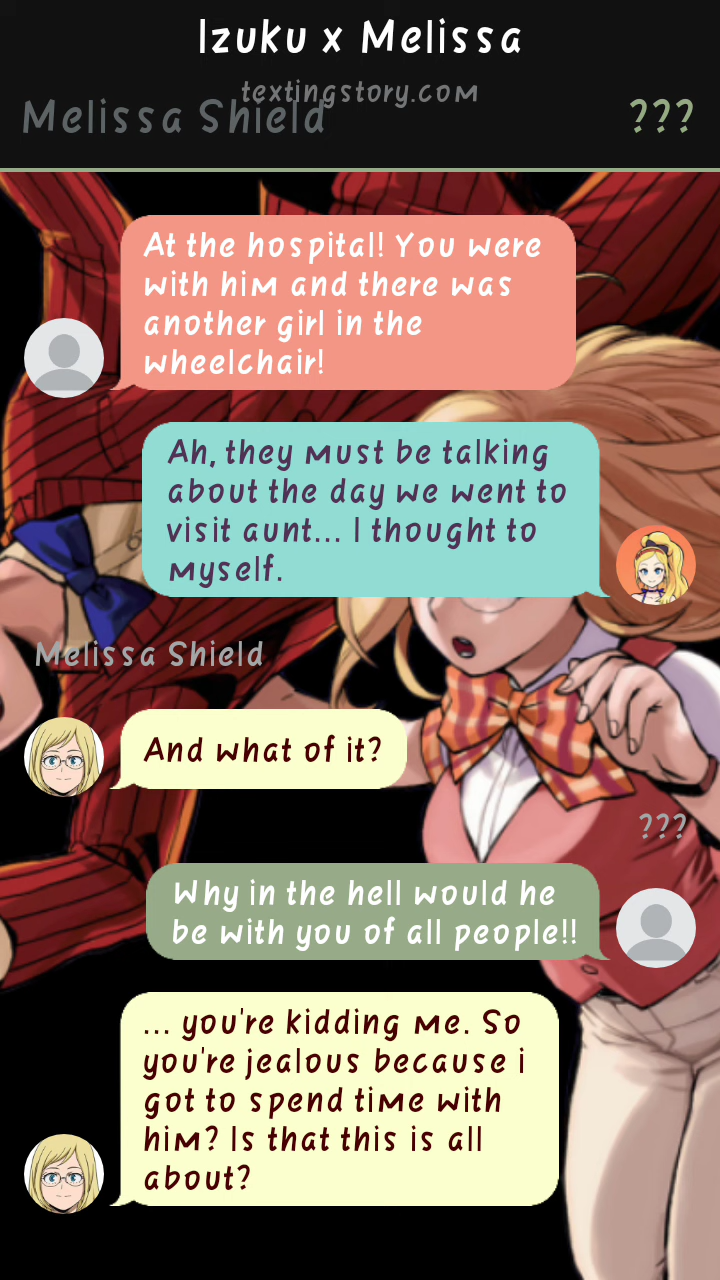 Izuku x Melissa
textingstory.com
Melissa Shield
???
At the hospital! You were
with him and there was
another girl in the
wheelchair!
Ah, they must be talking
about the day we went to
visit aunt... I thought to
myself.
Melissa Shield
And what of it?
???
Why in the hell would he
be with you of all people!!
... you're kidding me. So
you're jealous because i
got to spend time with
him? Is that this is all
about?